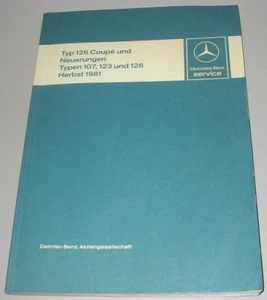 Typ 126 Coupé und
Neuerungen
Typen 107, 123 und 126
Herbst 1981
Mercedes-Benz
service
Daimler-Benz Aktiengesellschaft